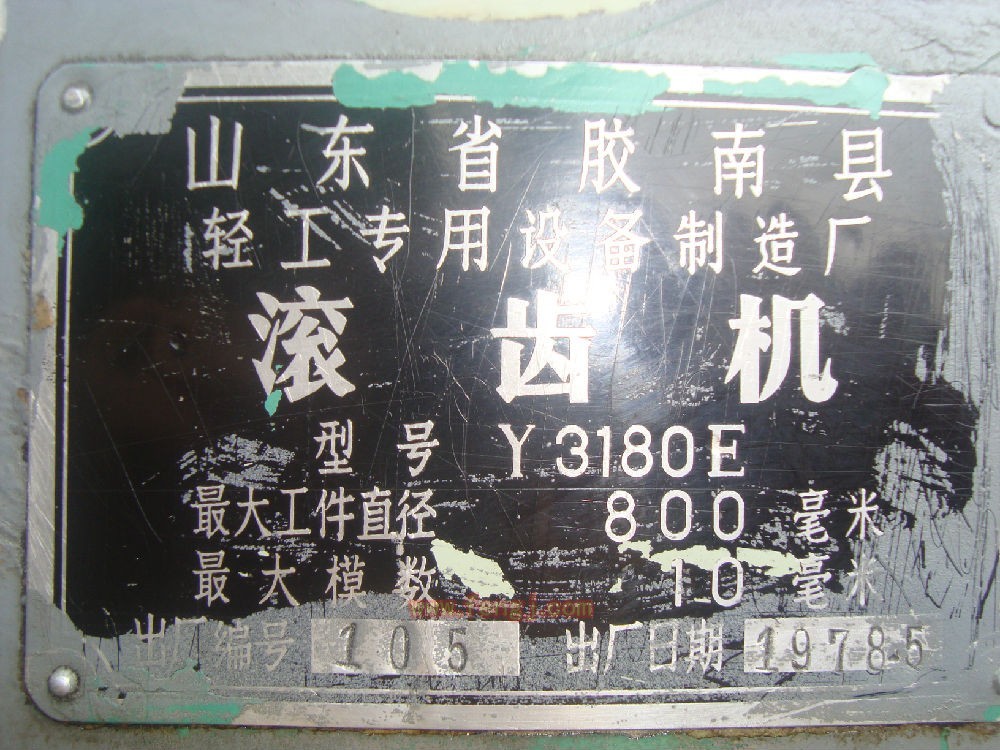 山东省胶南县
轻工专用设备制造厂
滚齿机
型号 Y3180E
最大工件直径 800 毫米
最大模数 10 毫米
出厂编号 105 出厂日期 1978.5